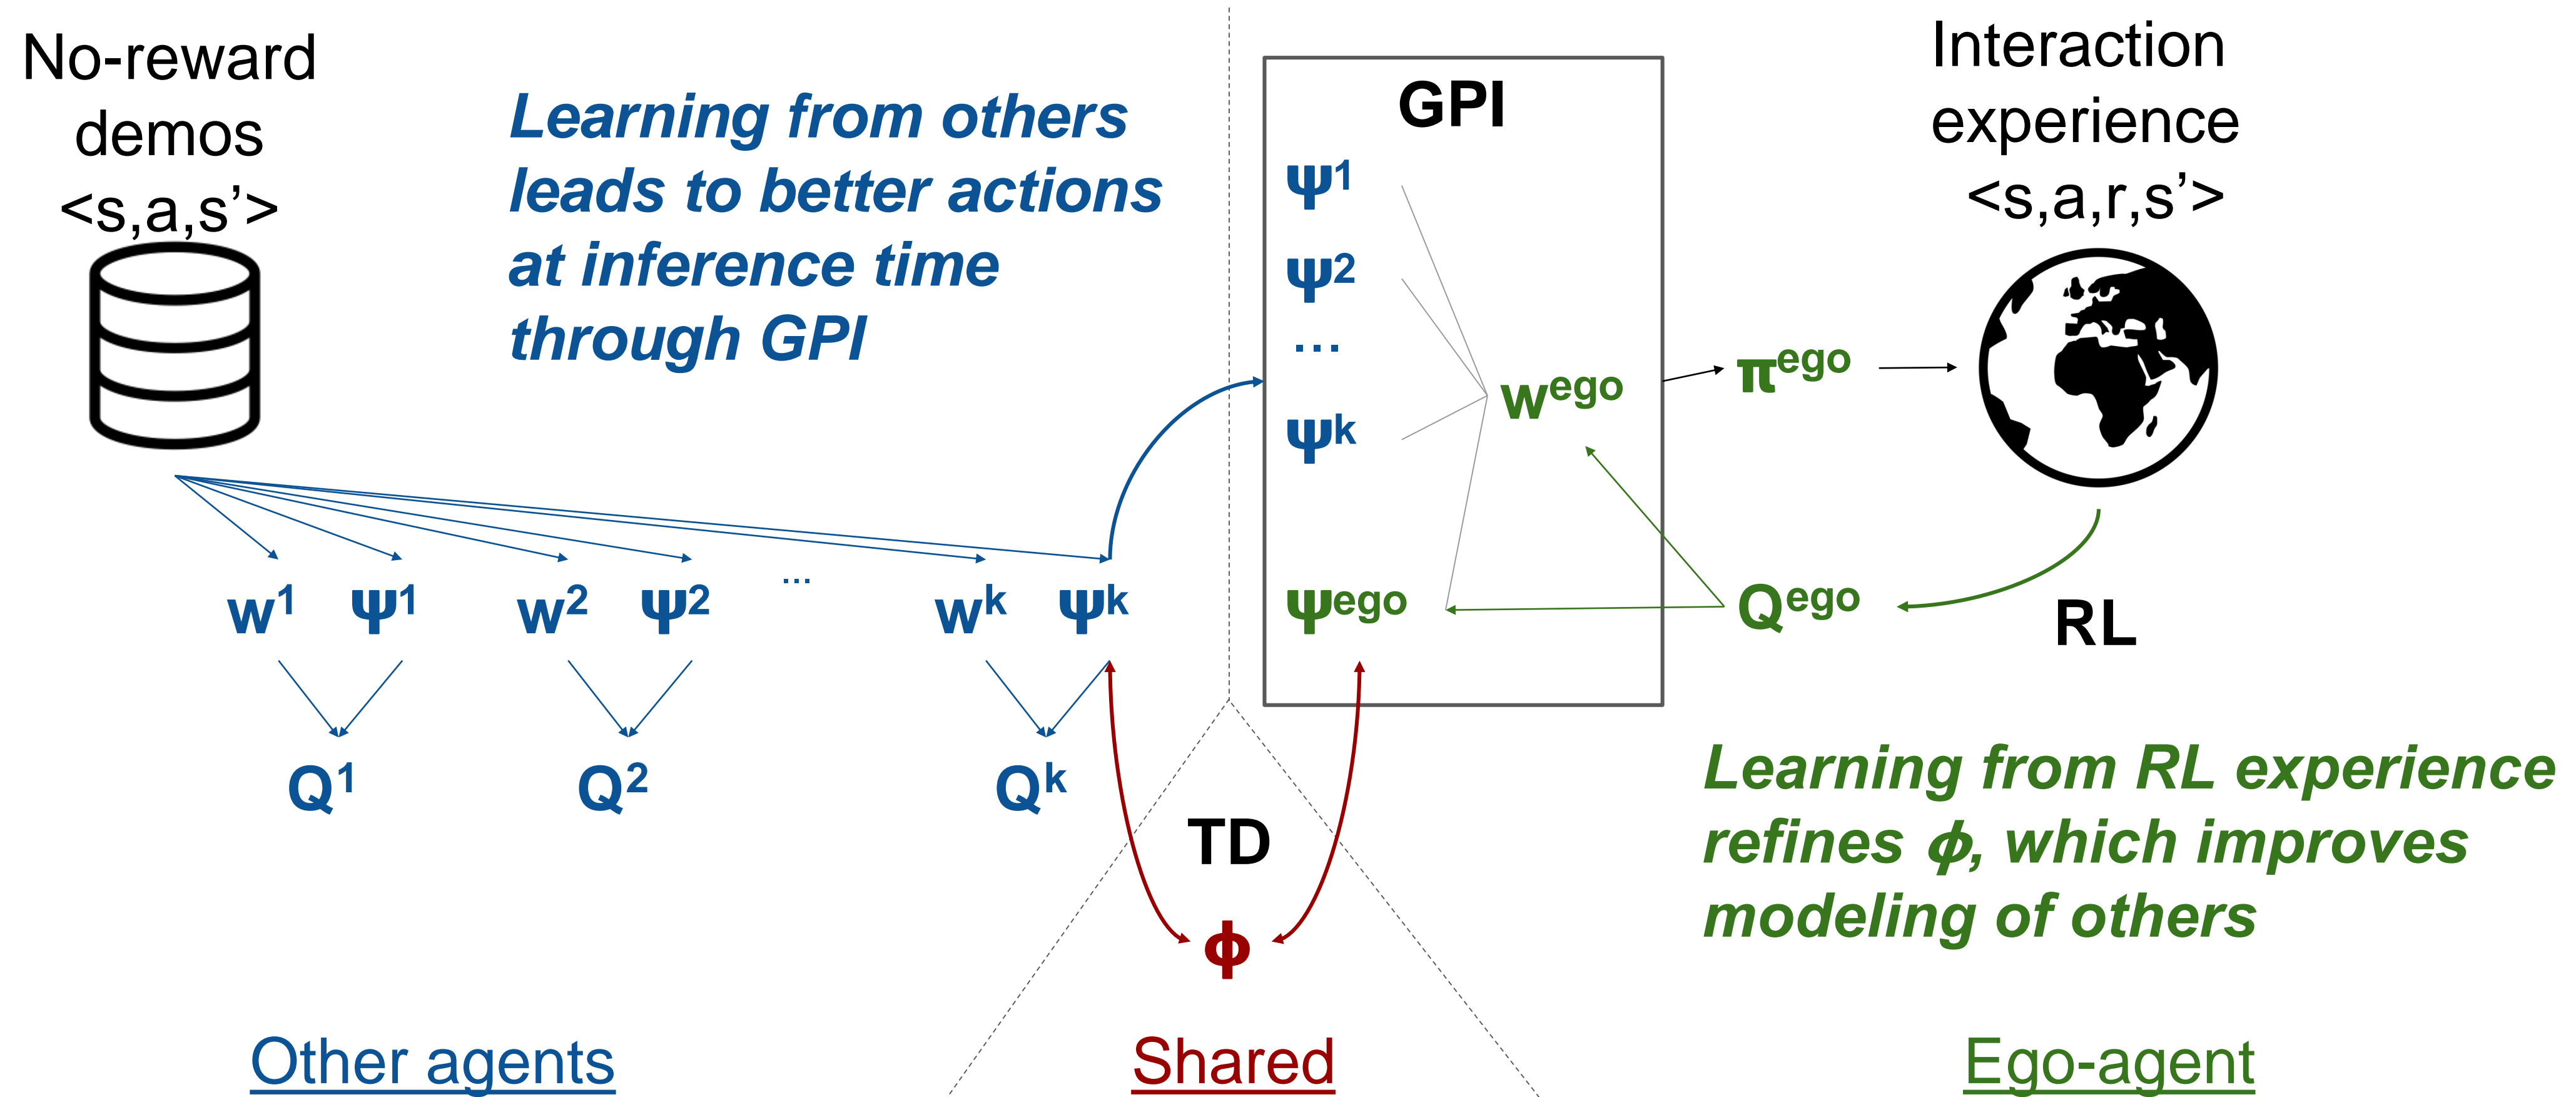 No-reward
demos
<s,a,s’>
Learning from others
leads to better actions
at inference time
through GPI
w¹ ψ¹ w² ψ² ... wᵏ ψᵏ
Q¹ Q² Qᵏ
Other agents
GPI
ψ¹
ψ²
...
ψᵏ
wᵉᵍᵒ
ψᵉᵍᵒ
TD
ϕ
Shared
Interaction
experience
<s,a,r,s’>
πᵉᵍᵒ
Qᵉᵍᵒ
RL
Learning from RL experience
refines ϕ, which improves
modeling of others
Ego-agent